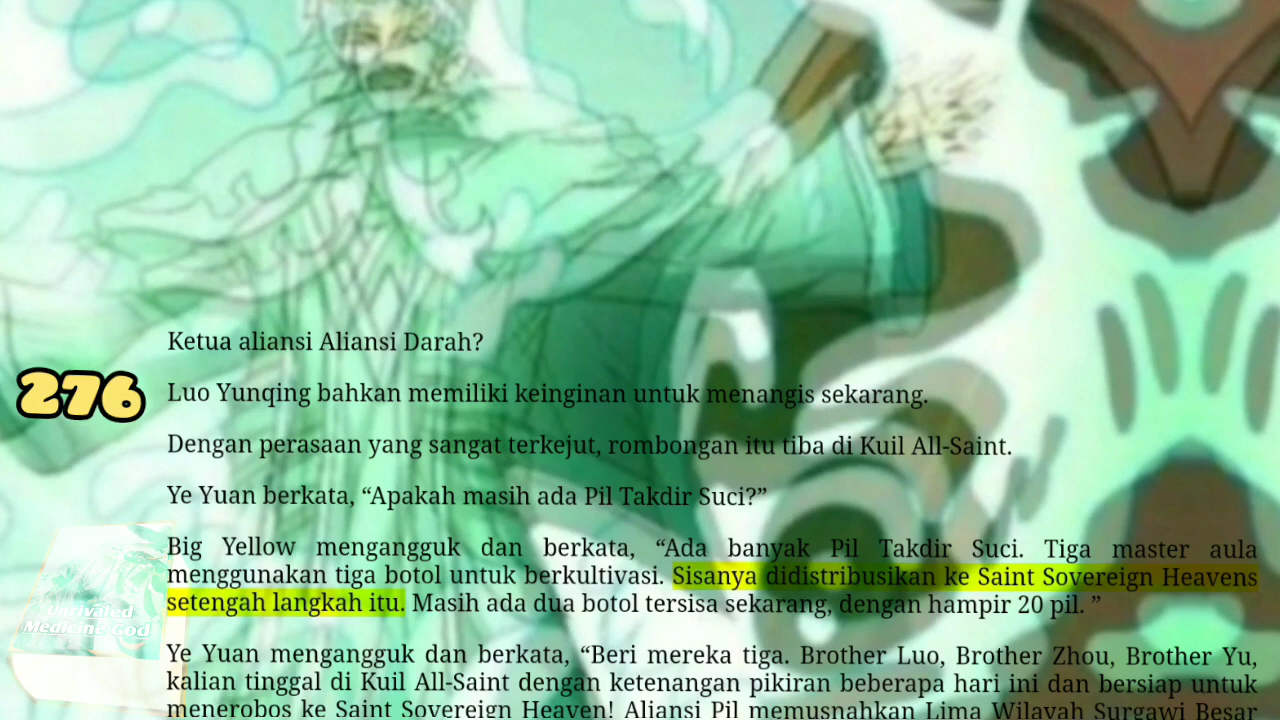 Ketua aliansi Aliansi Darah?
276
Luo Yunqing bahkan memiliki keinginan untuk menangis sekarang.
Dengan perasaan yang sangat terkejut, rombongan itu tiba di Kuil All-Saint.
Ye Yuan berkata, “Apakah masih ada Pil Takdir Suci?”
Big Yellow mengangguk dan berkata, “Ada banyak Pil Takdir Suci. Tiga master aula
menggunakan tiga botol untuk berkultivasi. Sisanya didistribusikan ke Saint Sovereign Heavens
setengah langkah itu. Masih ada dua botol tersisa sekarang, dengan hampir 20 pil. ”
Unrivaled
Medicine God
Ye Yuan mengangguk dan berkata, “Beri mereka tiga. Brother Luo, Brother Zhou, Brother Yu,
kalian tinggal di Kuil All-Saint dengan ketenangan pikiran beberapa hari ini dan bersiap untuk
menerobos ke Saint Sovereign Heaven! Aliansi Pil memusnahkan Lima Wilayah Surgawi Besar